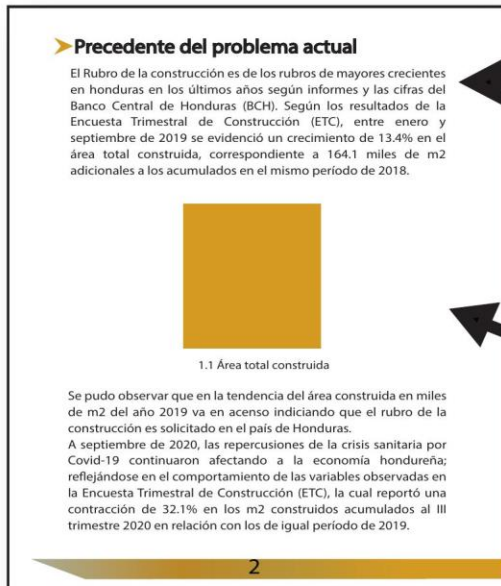 Precedente del problema actual
El Rubro de la construcción es de los rubros de mayores crecientes
en honduras en los últimos años según informes y las cifras del
Banco Central de Honduras (BCH). Según los resultados de la
Encuesta Trimestral de Construcción (ETC), entre enero y
septiembre de 2019 se evidenció un crecimiento de 13.4% en el
área total construida, correspondiente a 164.1 miles de m2
adicionales a los acumulados en el mismo período de 2018.
1.1 Área total construida
Se pudo observar que en la tendencia del área construida en miles
de m2 del año 2019 va en acenso indiciando que el rubro de la
construcción es solicitado en el país de Honduras.
A septiembre de 2020, las repercusiones de la crisis sanitaria por
Covid-19 continuaron afectando a la economía hondureña;
reflejándose en el comportamiento de las variables observadas en
la Encuesta Trimestral de Construcción (ETC), la cual reportó una
contracción de 32.1% en los m2 construidos acumulados al III
trimestre 2020 en relación con los de igual período de 2019.
2